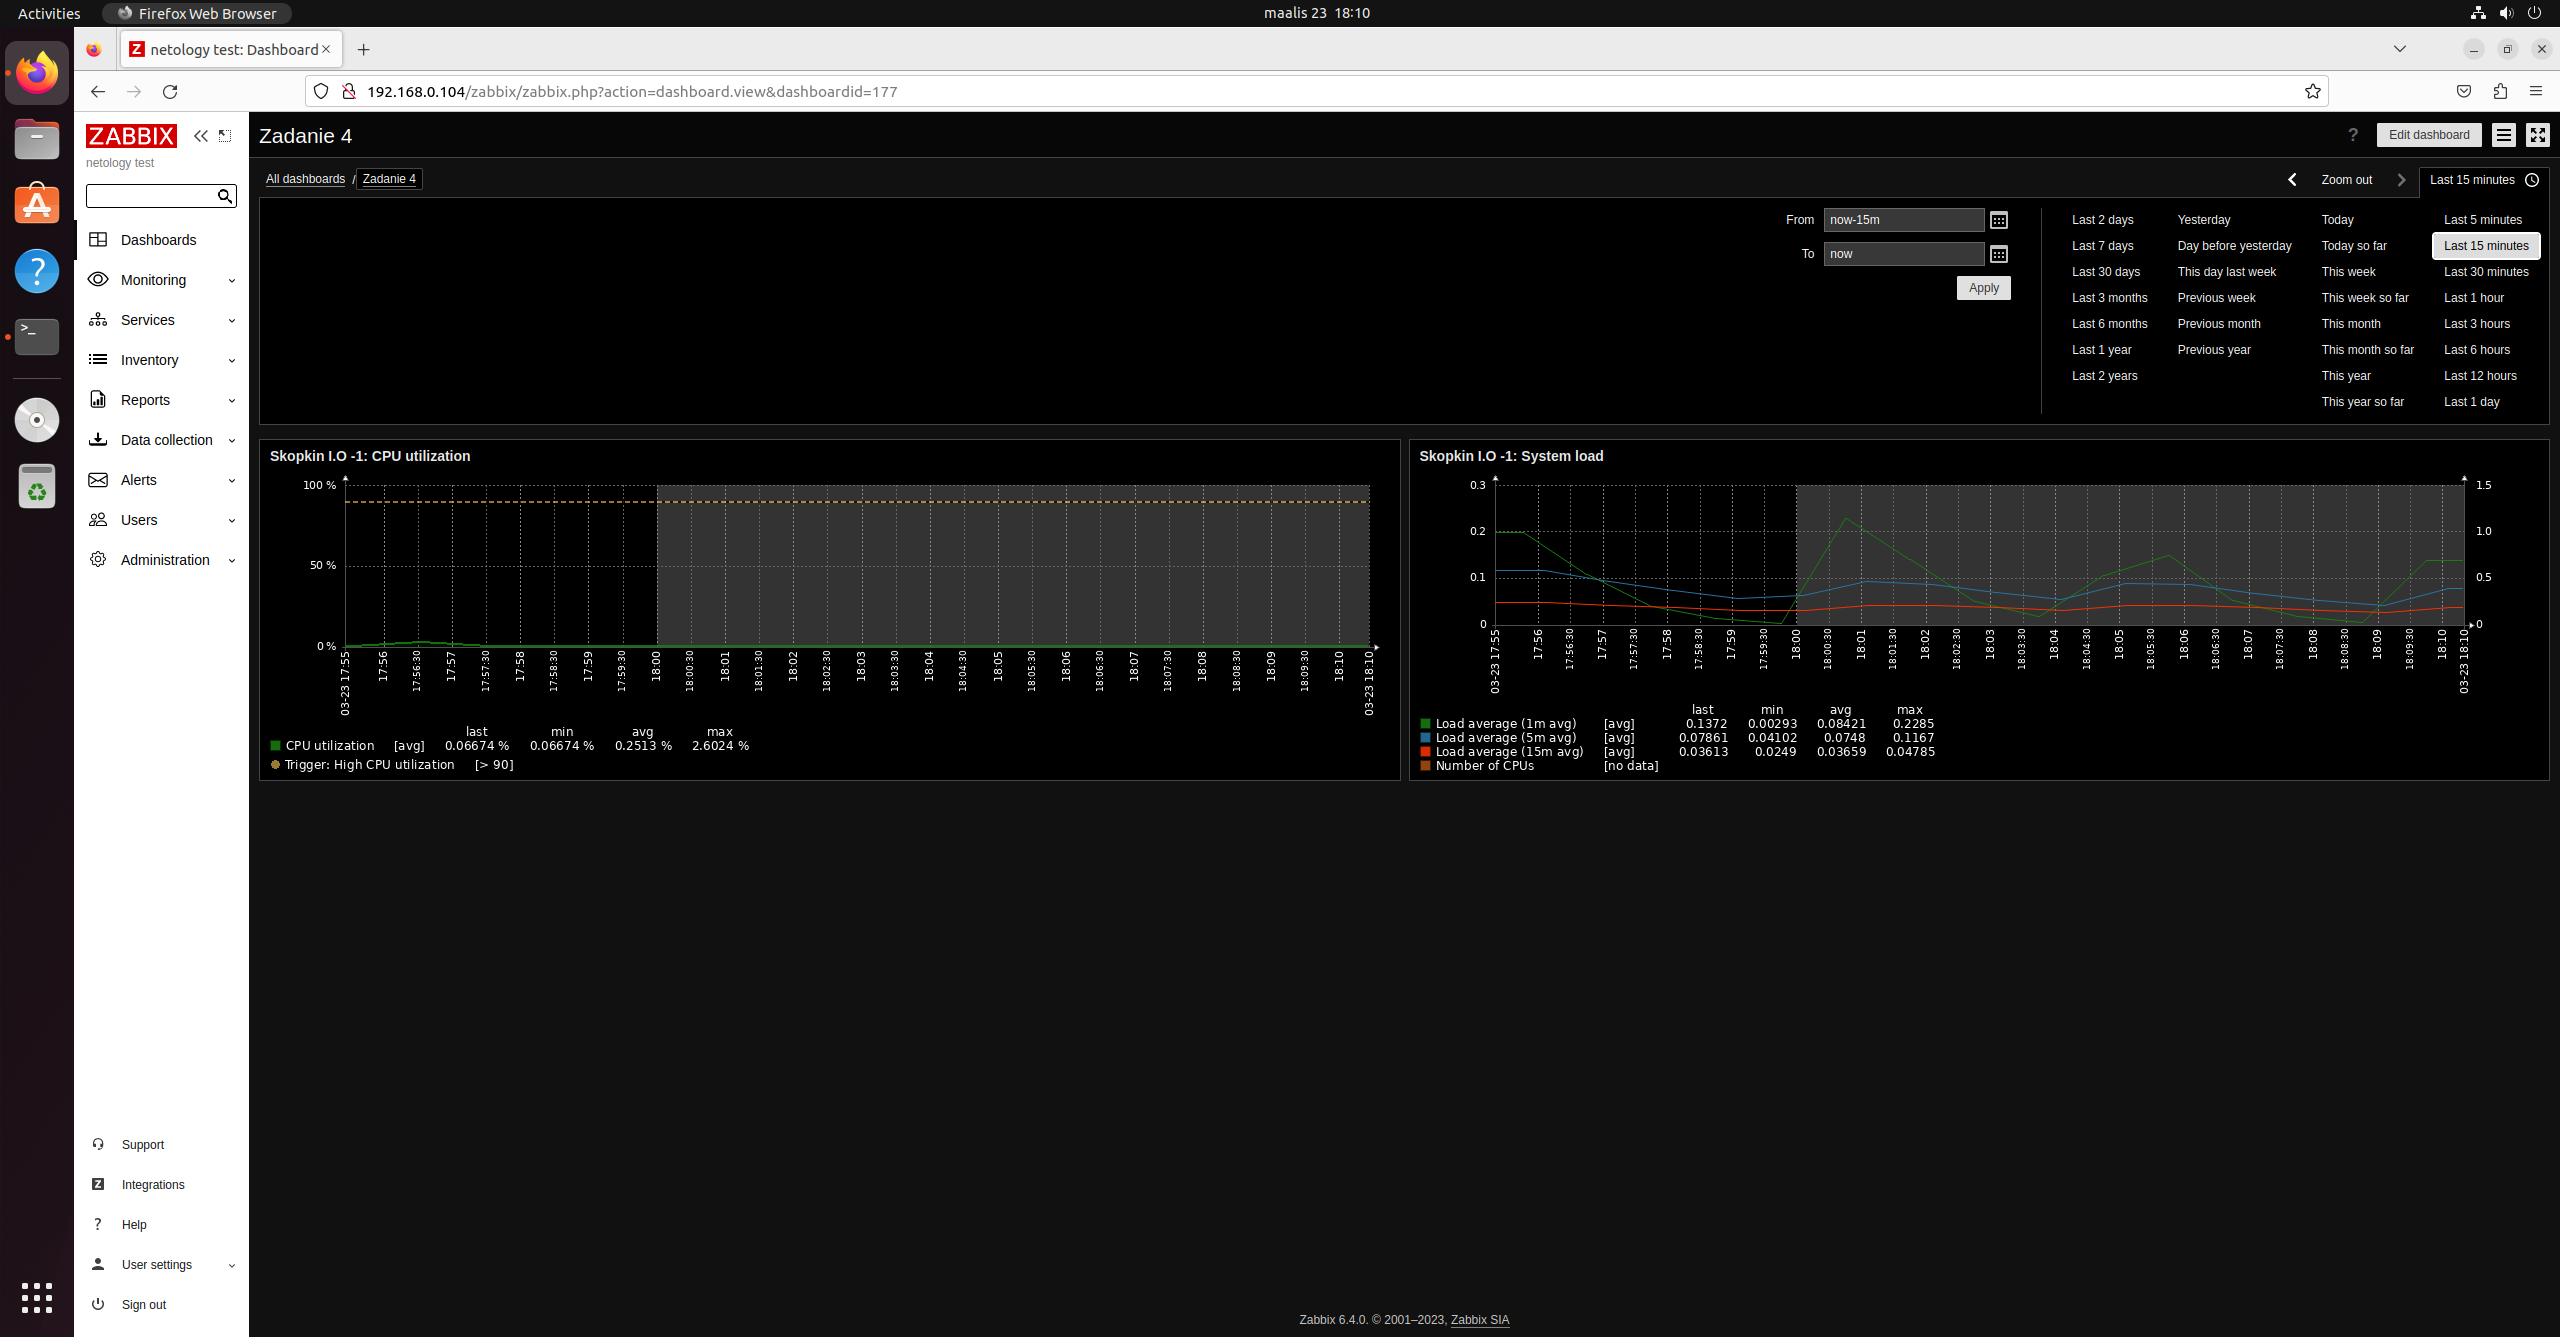 Activities
Firefox Web Browser
maalis 23 18:10
netology test: Dashboard
192.168.0.104/zabbix/zabbix.php?action=dashboard.view&dashboardid=177
ZABBIX
netology test
Dashboards
Monitoring
Services
Inventory
Reports
Data collection
Alerts
Users
Administration
Support
Integrations
Help
User settings
Sign out
Zadanie 4
? Edit dashboard
All dashboards / Zadanie 4
Zoom out
Last 15 minutes
From now-15m
To now
Apply
Last 2 days Yesterday Today Last 5 minutes
Last 7 days Day before yesterday Today so far Last 15 minutes
Last 30 days This day last week This week Last 30 minutes
Last 3 months Previous week This week so far Last 1 hour
Last 6 months Previous month This month Last 3 hours
Last 1 year Previous year This month so far Last 6 hours
Last 2 years This year Last 12 hours
This year so far Last 1 day
Skopkin I.O -1: CPU utilization
100 %
50 %
0 %
03-23 17:55 17:56 17:56:30 17:57 17:57:30 17:58 17:58:30 17:59 17:59:30 18:00 18:00:30 18:01 18:01:30 18:02 18:02:30 18:03 18:03:30 18:04 18:04:30 18:05 18:05:30 18:06 18:06:30 18:07 18:07:30 18:08 18:08:30 18:09 18:09:30 18:10 03-23 18:10
last min avg max
CPU utilization [avg] 0.06674 % 0.06674 % 0.2513 % 2.6024 %
Trigger: High CPU utilization [> 90]
Skopkin I.O -1: System load
0.3 1.5
0.2 1.0
0.1 0.5
0 0
03-23 17:55 17:56 17:56:30 17:57 17:57:30 17:58 17:58:30 17:59 17:59:30 18:00 18:00:30 18:01 18:01:30 18:02 18:02:30 18:03 18:03:30 18:04 18:04:30 18:05 18:05:30 18:06 18:06:30 18:07 18:07:30 18:08 18:08:30 18:09 18:09:30 18:10 03-23 18:10
last min avg max
Load average (1m avg) [avg] 0.1372 0.00293 0.08421 0.2285
Load average (5m avg) [avg] 0.07861 0.04102 0.0748 0.1167
Load average (15m avg) [avg] 0.03613 0.0249 0.03659 0.04785
Number of CPUs [no data]
Zabbix 6.4.0. © 2001–2023, Zabbix SIA